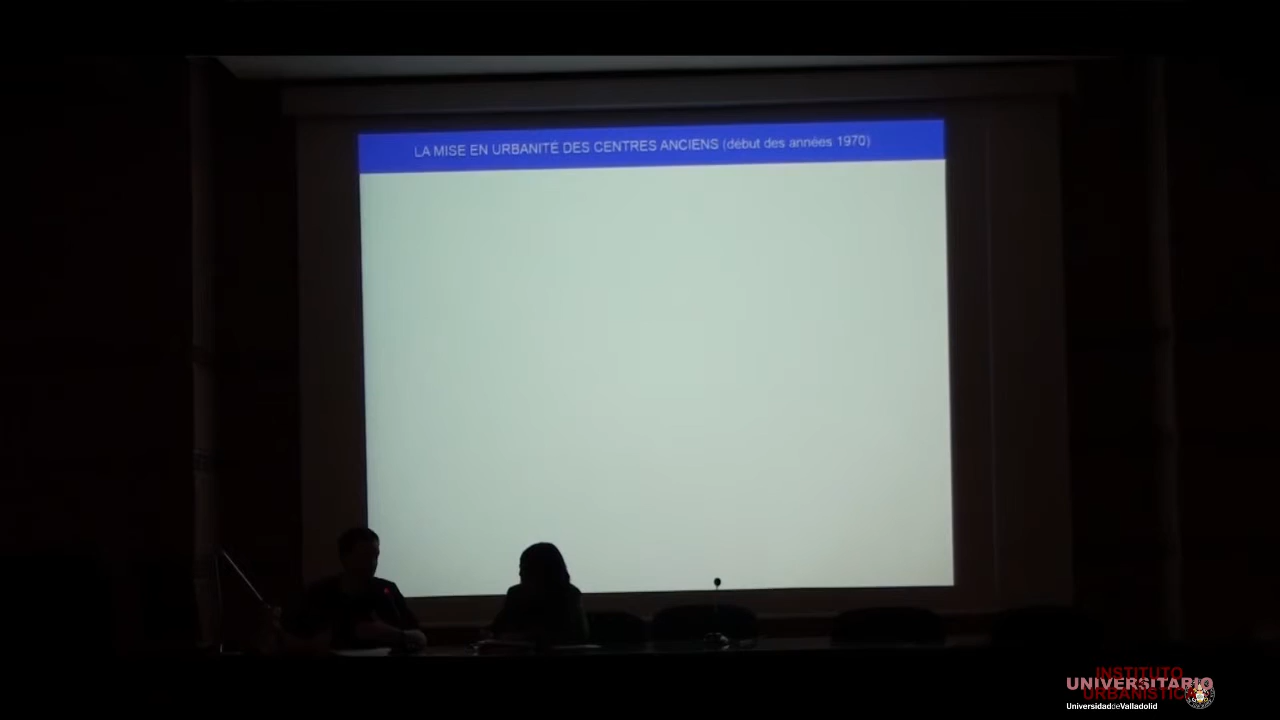 LA MISE EN URBANITÉ DES CENTRES ANCIENS (début des années 1970)
INSTITUTO
UNIVERSITARIO
URBANÍSTICA
UniversidaddeValladolid